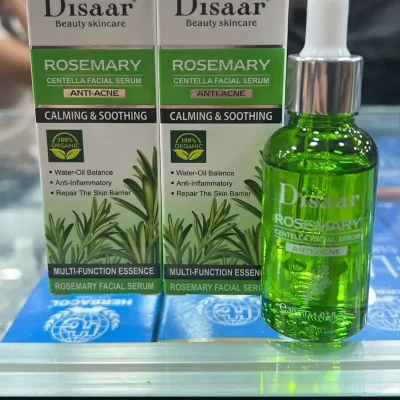 Disaar
Beauty skincare
ROSEMARY
CENTELLA FACIAL SERUM
ANTI-ACNE
CALMING & SOOTHING
100%
ORGANIC
• Water-Oil Balance
• Anti-Inflammatory
• Repair The Skin Barrier
MULTI-FUNCTION ESSENCE
ROSEMARY FACIAL SERUM
Disaar
Beauty skincare
ROSEMARY
CENTELLA FACIAL SERUM
ANTI-ACNE
CALMING & SOOTHING
100%
ORGANIC
• Water-Oil Balance
• Anti-Inflammatory
• Repair The Skin Barrier
MULTI-FUNCTION ESSENCE
ROSEMARY FACIAL SERUM
Disaar
ROSEMARY
CENTELLA FACIAL SERUM
ANTI-ACNE
HERBACOL